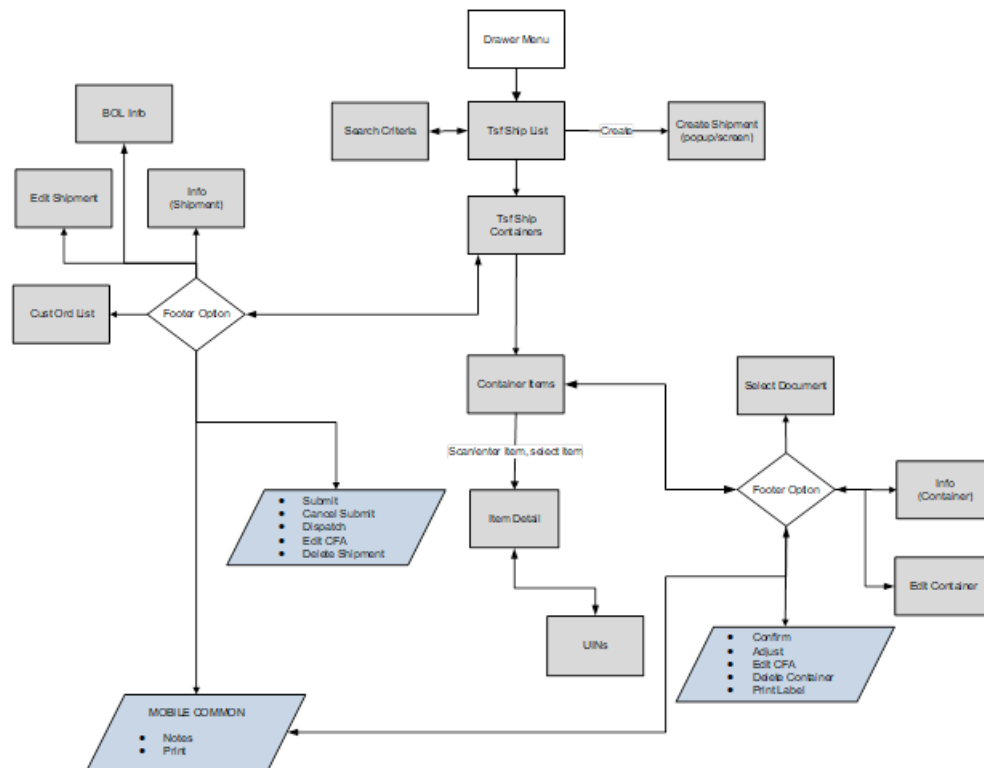 Drawer Menu
BOL Info
Search Criteria
Tsf Ship List
Create
Create Shipment
(popup/screen)
Edit Shipment
Info
(Shipment)
Tsf Ship
Containers
Cust Ord List
Footer Option
Container Items
Select Document
Scan/enter Item, select Item
Footer Option
Info
(Container)
• Submit
• Cancel Submit
• Dispatch
• Edit CFA
• Delete Shipment
Item Detail
Edit Container
UINs
• Confirm
• Adjust
• Edit CFA
• Delete Container
• Print Label
MOBILE COMMON
• Notes
• Print